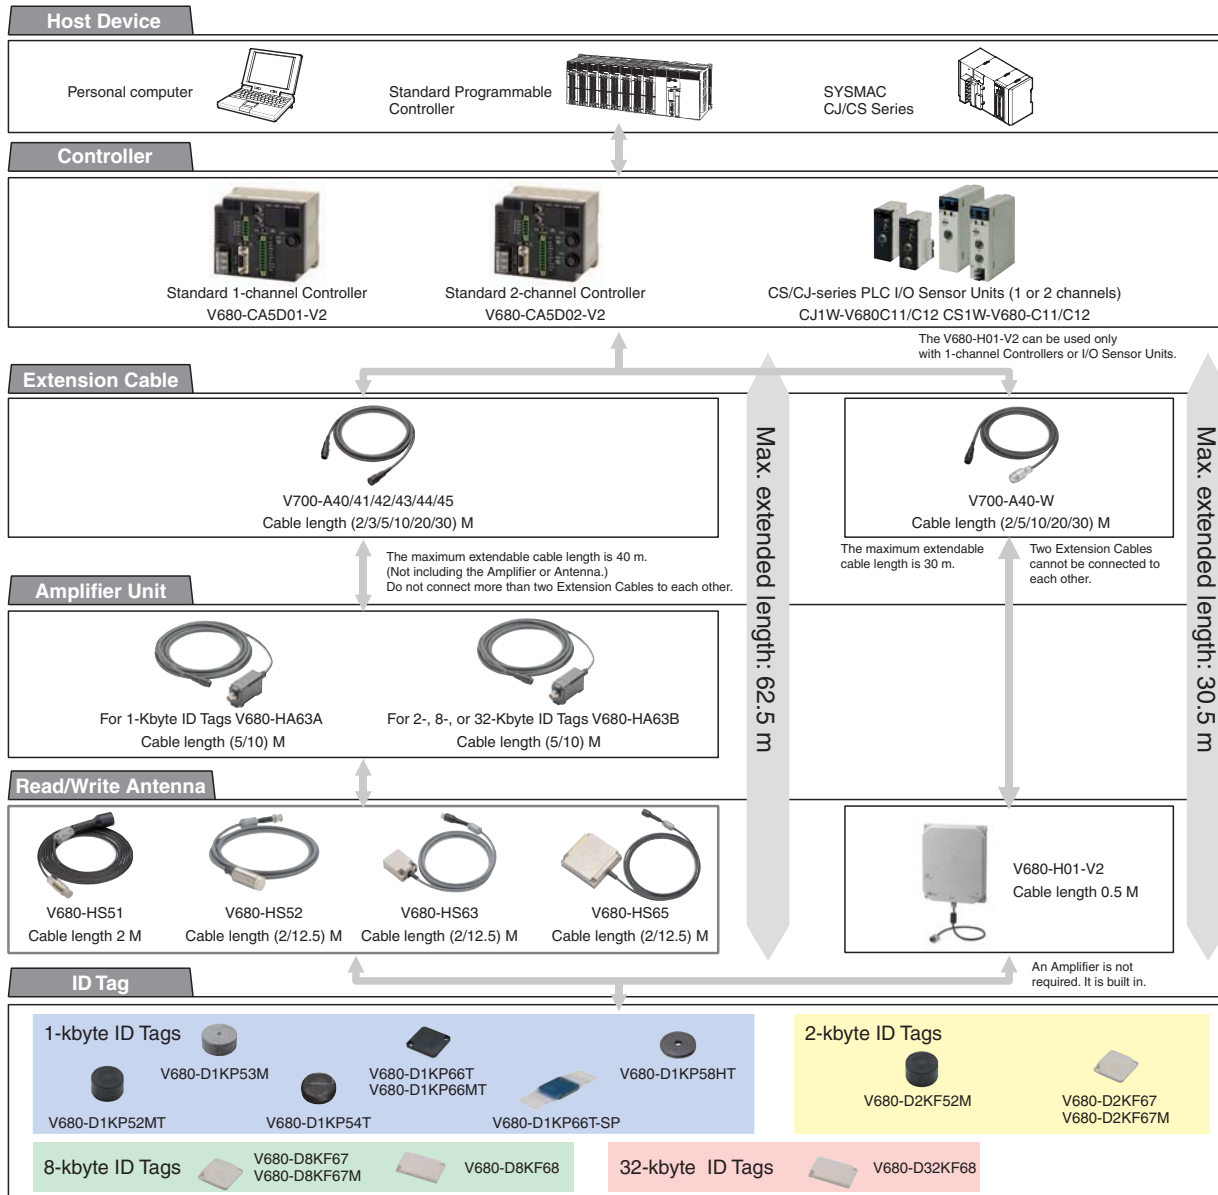 Host Device
Personal computer
Standard Programmable
Controller
SYSMAC
CJ/CS Series
Controller
Standard 1-channel Controller
V680-CA5D01-V2
Standard 2-channel Controller
V680-CA5D02-V2
CS/CJ-series PLC I/O Sensor Units (1 or 2 channels)
CJ1W-V680C11/C12 CS1W-V680-C11/C12
The V680-H01-V2 can be used only
with 1-channel Controllers or I/O Sensor Units.
Extension Cable
V700-A40/41/42/43/44/45
Cable length (2/3/5/10/20/30) M
Max. extended length: 62.5 m
V700-A40-W
Cable length (2/5/10/20/30) M
Max. extended length: 30.5 m
The maximum extendable cable length is 40 m.
(Not including the Amplifier or Antenna.)
Do not connect more than two Extension Cables to each other.
The maximum extendable
cable length is 30 m.
Two Extension Cables
cannot be connected to
each other.
Amplifier Unit
For 1-Kbyte ID Tags V680-HA63A
Cable length (5/10) M
For 2-, 8-, or 32-Kbyte ID Tags V680-HA63B
Cable length (5/10) M
Read/Write Antenna
V680-HS51
Cable length 2 M
V680-HS52
Cable length (2/12.5) M
V680-HS63
Cable length (2/12.5) M
V680-HS65
Cable length (2/12.5) M
V680-H01-V2
Cable length 0.5 M
An Amplifier is not
required. It is built in.
ID Tag
1-kbyte ID Tags
V680-D1KP53M
V680-D1KP66T
V680-D1KP66MT
V680-D1KP58HT
V680-D1KP52MT
V680-D1KP54T
V680-D1KP66T-SP
2-kbyte ID Tags
V680-D2KF52M
V680-D2KF67
V680-D2KF67M
8-kbyte ID Tags
V680-D8KF67
V680-D8KF67M
V680-D8KF68
32-kbyte ID Tags
V680-D32KF68